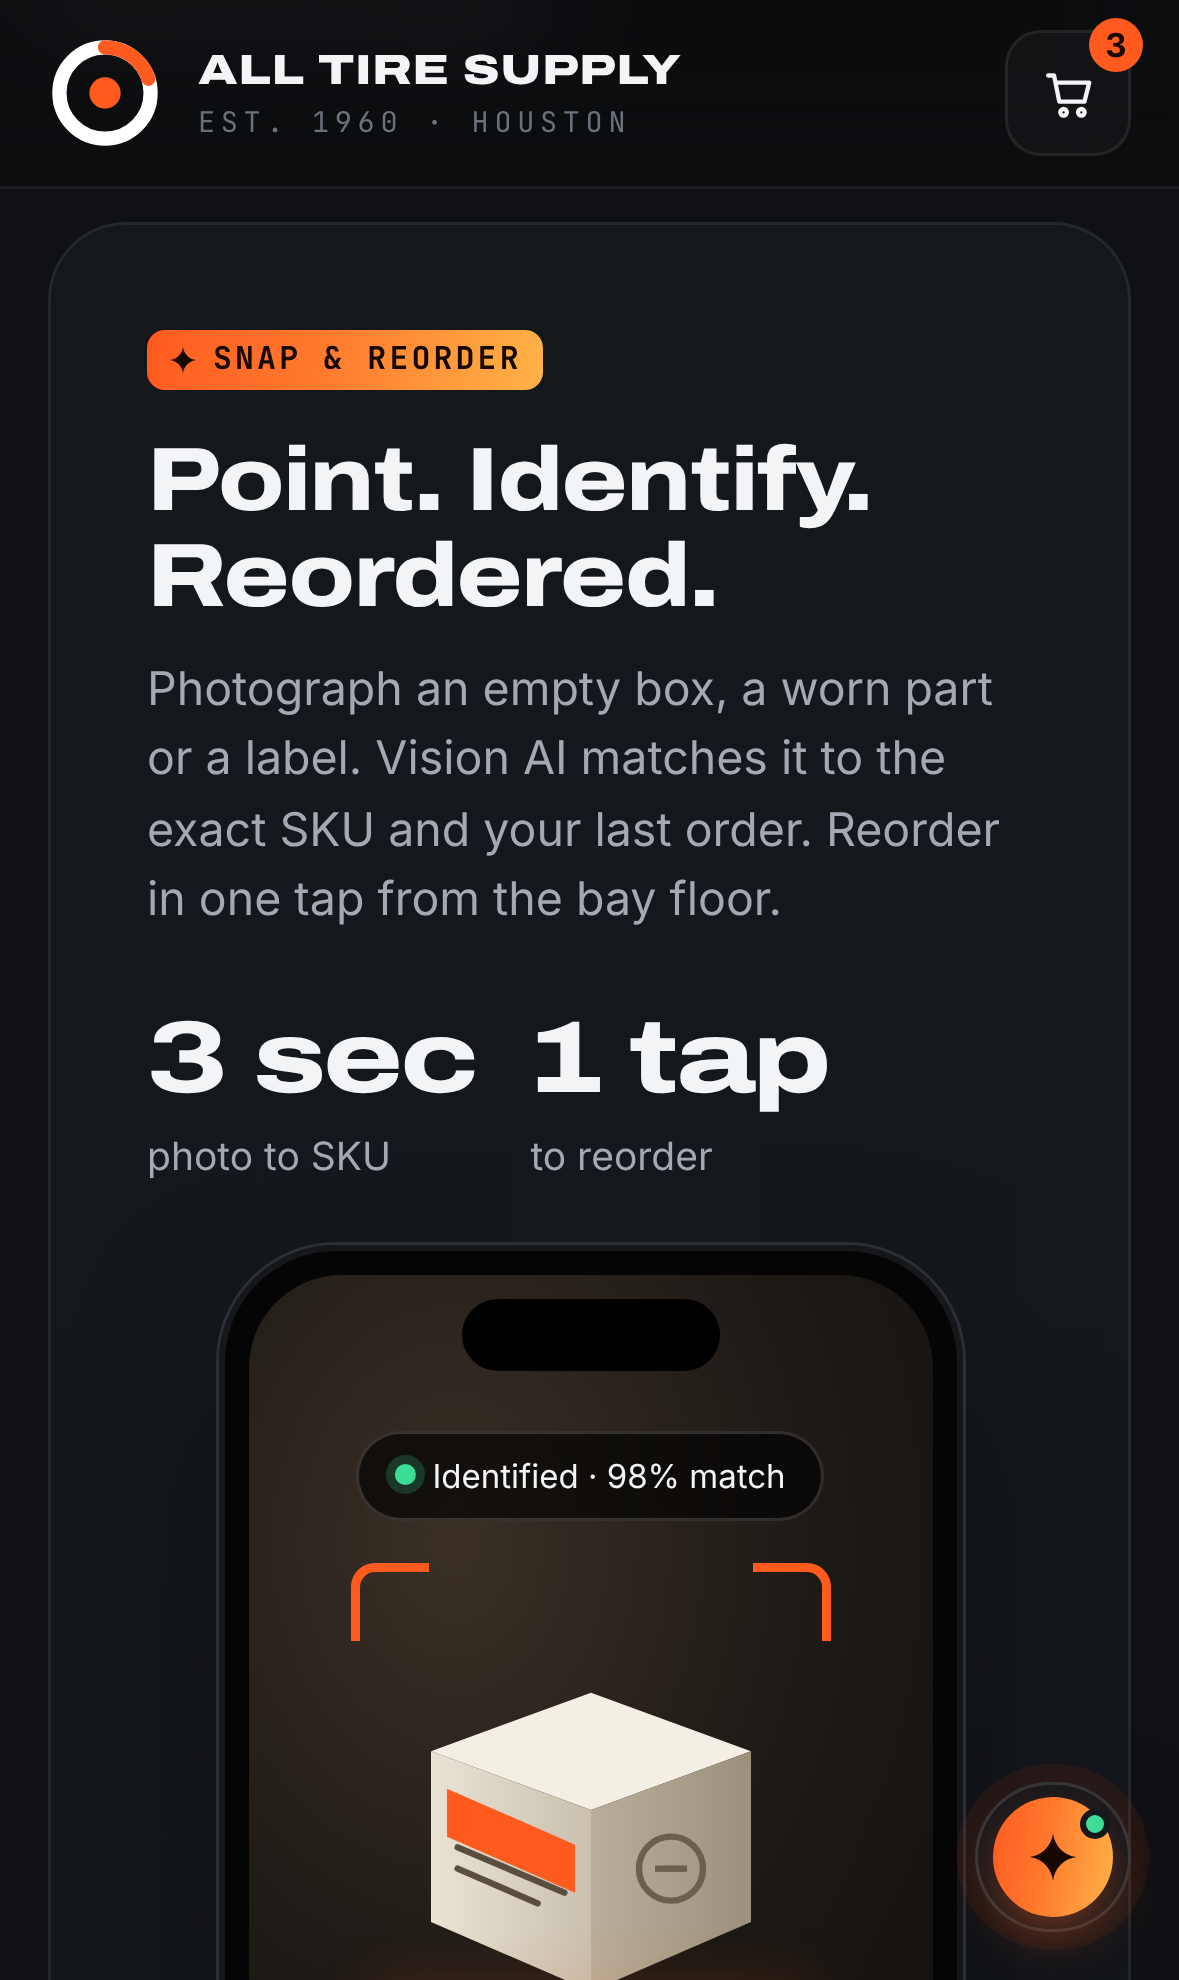 ALL TIRE SUPPLY
EST. 1960 · HOUSTON
3
✦ SNAP & REORDER
Point. Identify.
Reordered.
Photograph an empty box, a worn part
or a label. Vision AI matches it to the
exact SKU and your last order. Reorder
in one tap from the bay floor.
3 sec
photo to SKU
1 tap
to reorder
Identified · 98% match